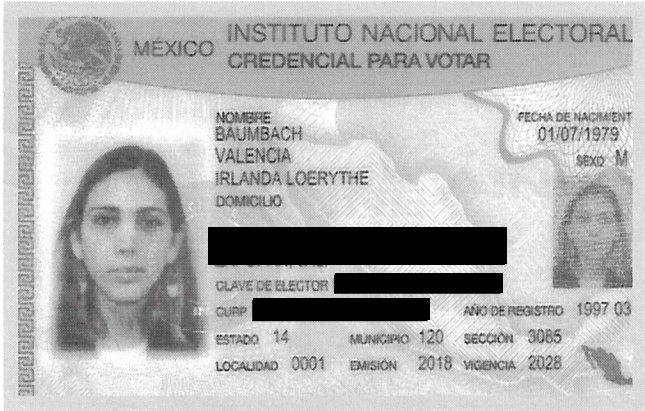 MÉXICO INSTITUTO NACIONAL ELECTORAL
CREDENCIAL PARA VOTAR
NOMBRE
BAUMBACH
VALENCIA
IRLANDA LOERYTHE
FECHA DE NACIMIENT
01/07/1979
SEXO M
DOMICILIO
CLAVE DE ELECTOR
CURP
AÑO DE REGISTRO 1997 03
ESTADO 14 MUNICIPIO 120 SECCIÓN 3085
LOCALIDAD 0001 EMISIÓN 2018 VIGENCIA 2028